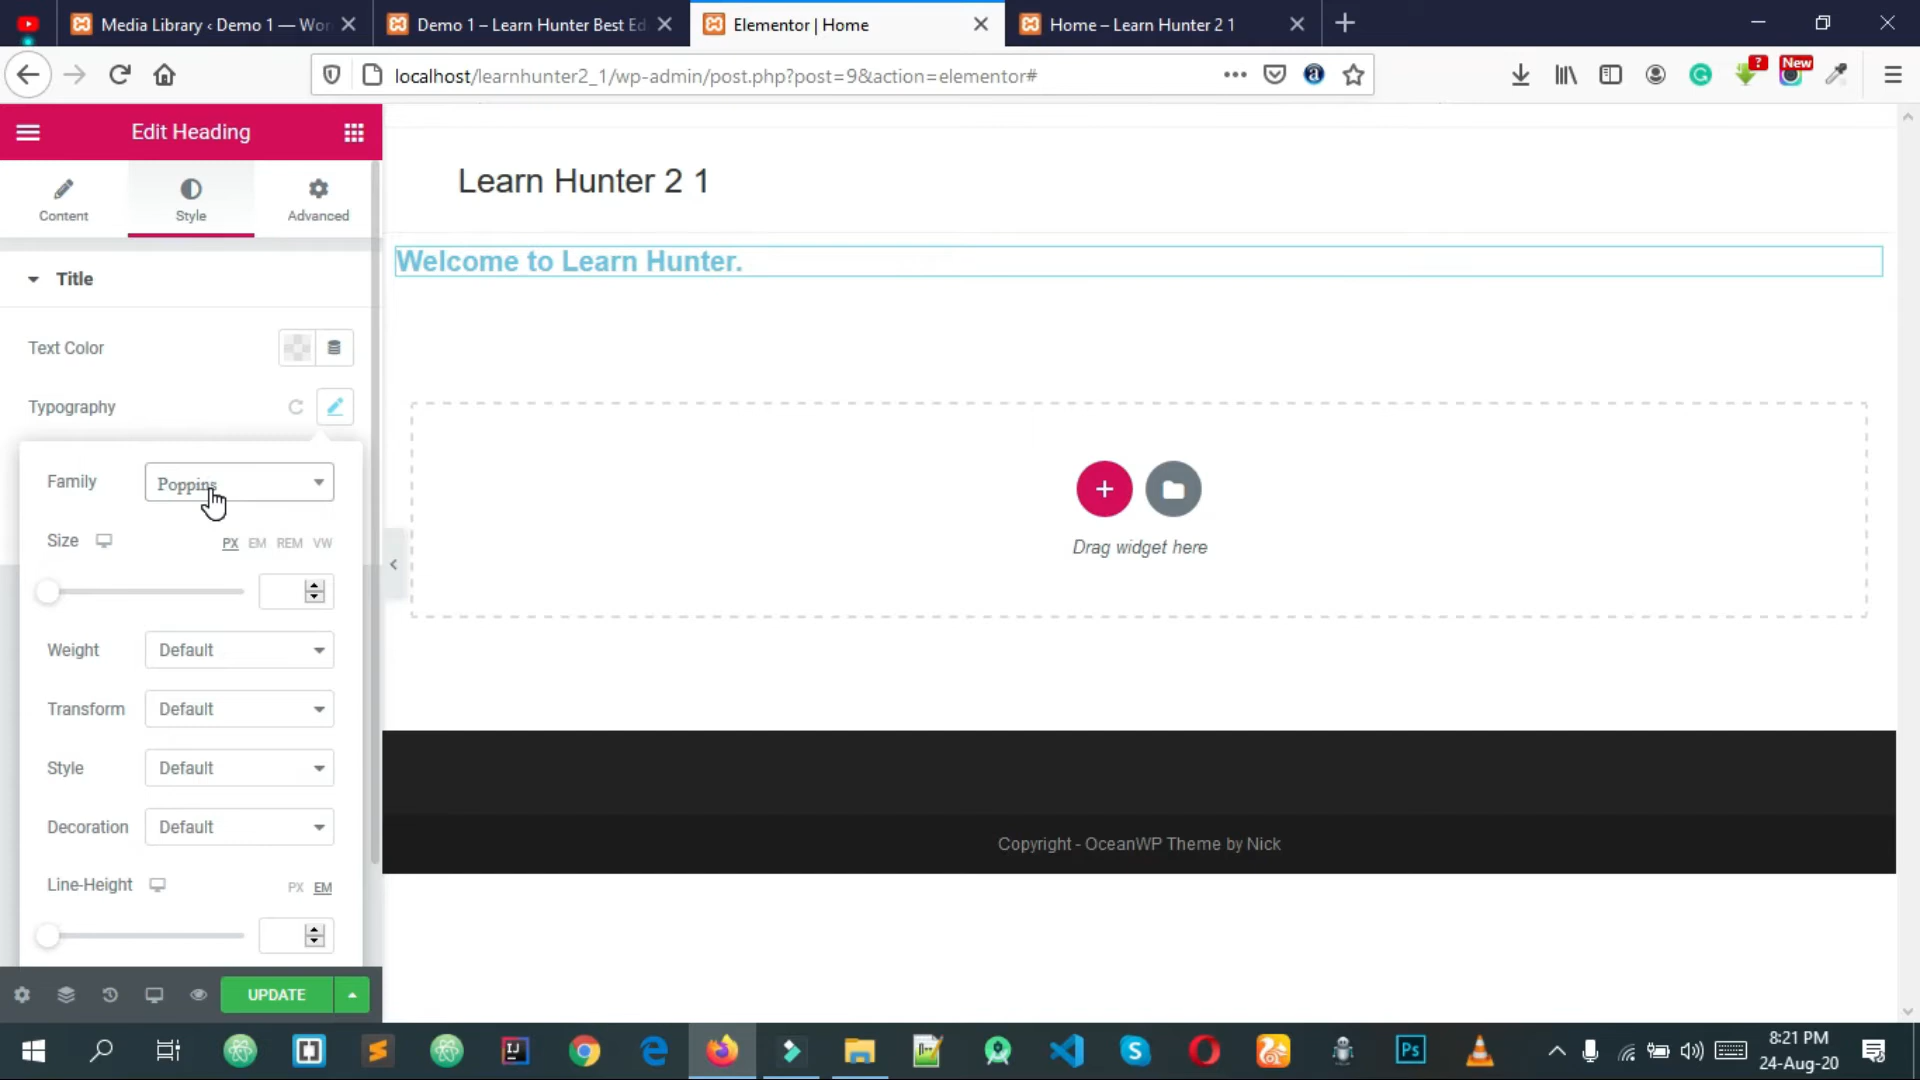 Media Library ‹ Demo 1 — Wor
Demo 1 – Learn Hunter Best Ed
Elementor | Home
Home – Learn Hunter 2 1
localhost/learnhunter2_1/wp-admin/post.php?post=9&action=elementor#
?
New
Edit Heading
Content
Style
Advanced
Title
Text Color
Typography
Family
Poppins
Size
PX EM REM VW
Weight
Default
Transform
Default
Style
Default
Decoration
Default
Line-Height
PX EM
UPDATE
Learn Hunter 2 1
Welcome to Learn Hunter.
Drag widget here
Copyright - OceanWP Theme by Nick
Ps
8:21 PM
24-Aug-20